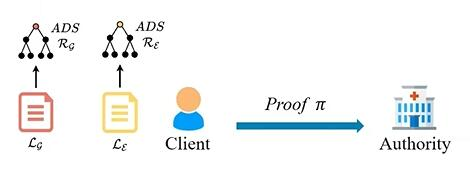 ADS
R_G
ADS
R_ℰ
Proof π
L_G
L_ℰ
Client
Authority